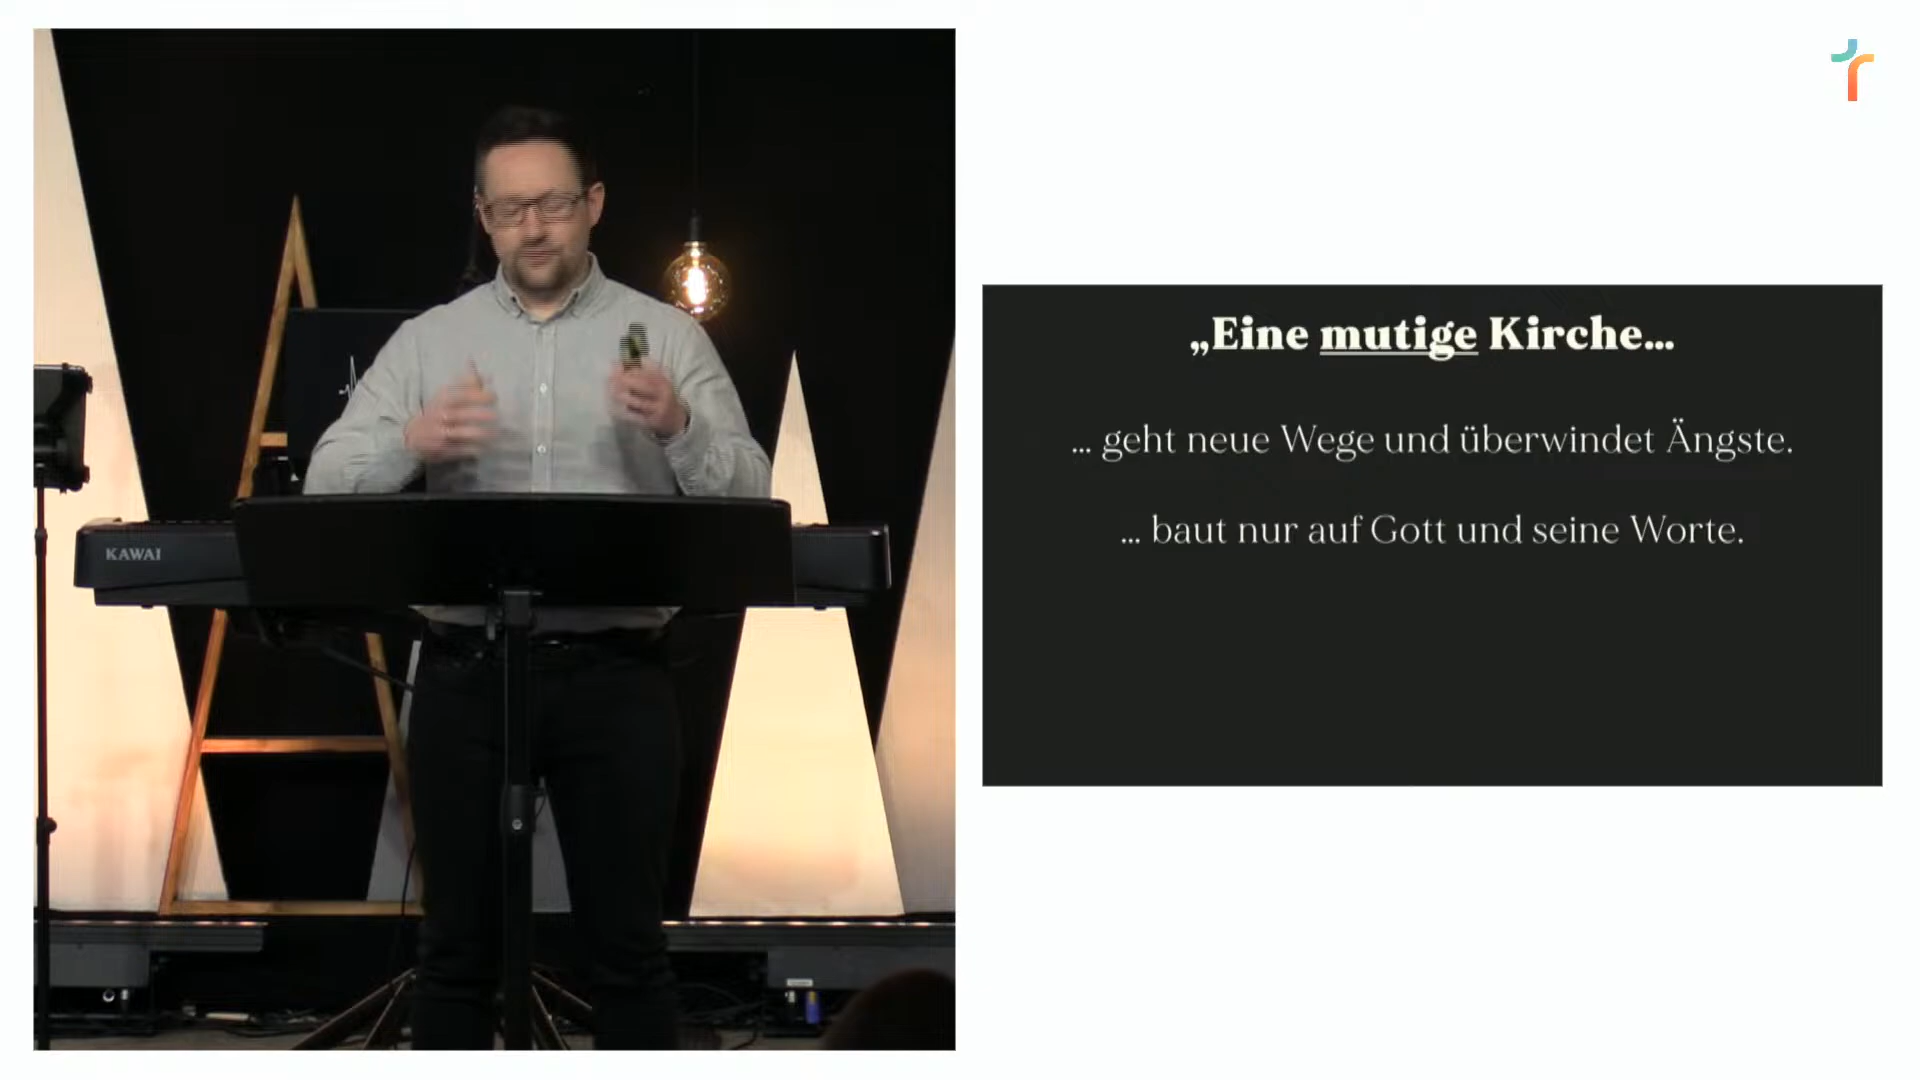 KAWAI
„Eine mutige Kirche...
... geht neue Wege und überwindet Ängste.
... baut nur auf Gott und seine Worte.